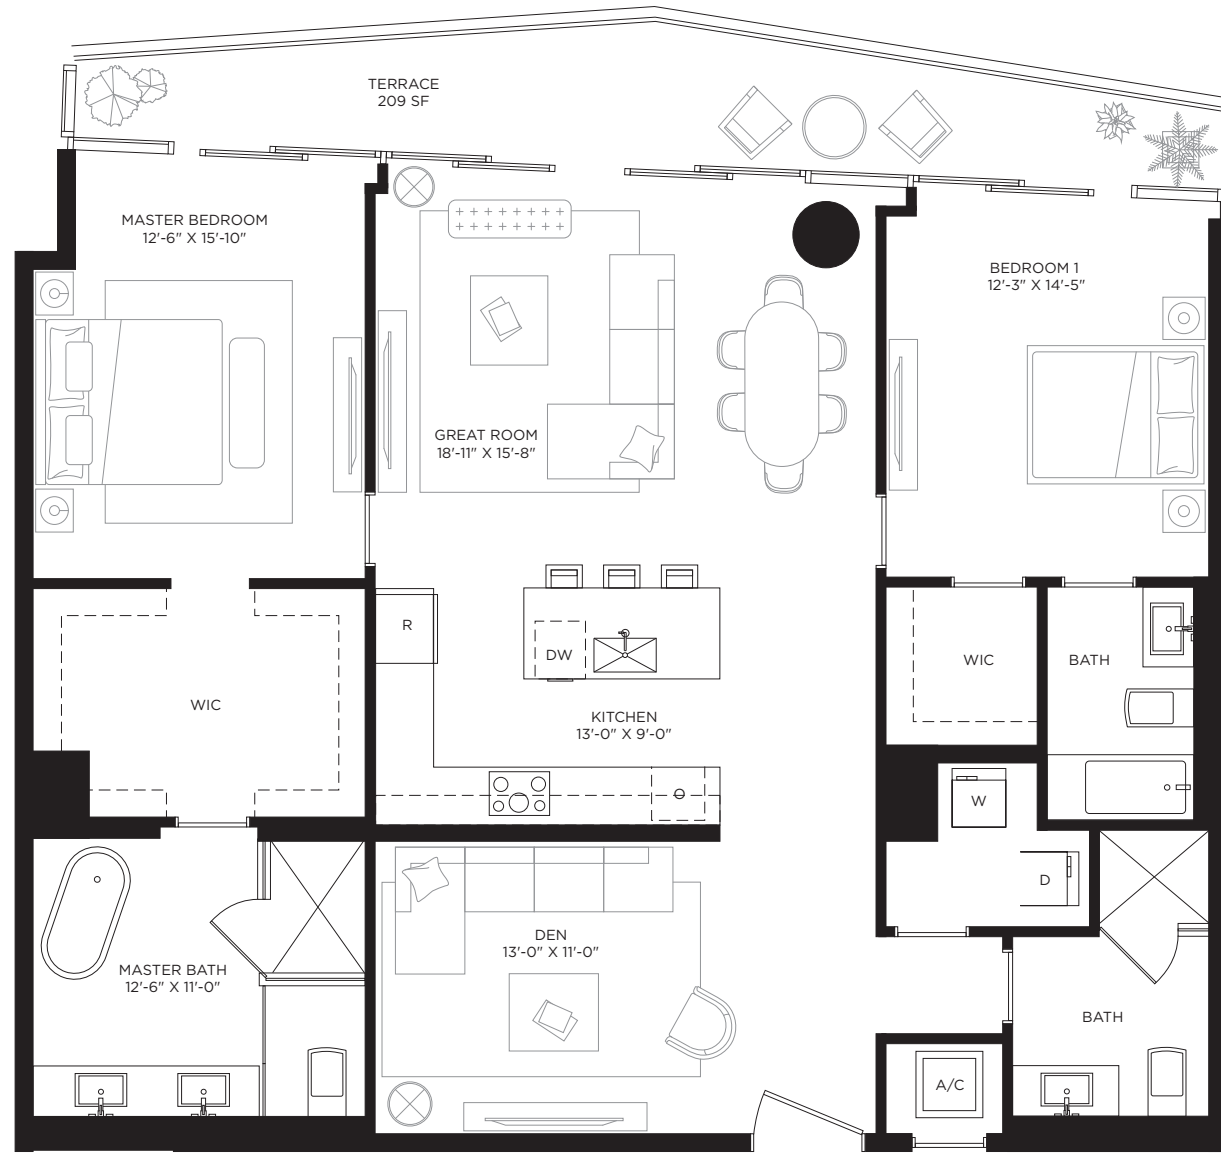 TERRACE
209 SF
MASTER BEDROOM
12'-6" X 15'-10"
BEDROOM 1
12'-3" X 14'-5"
GREAT ROOM
18'-11" X 15'-8"
R
DW
WIC
BATH
WIC
KITCHEN
13'-0" X 9'-0"
W
D
DEN
13'-0" X 11'-0"
MASTER BATH
12'-6" X 11'-0"
BATH
A/C